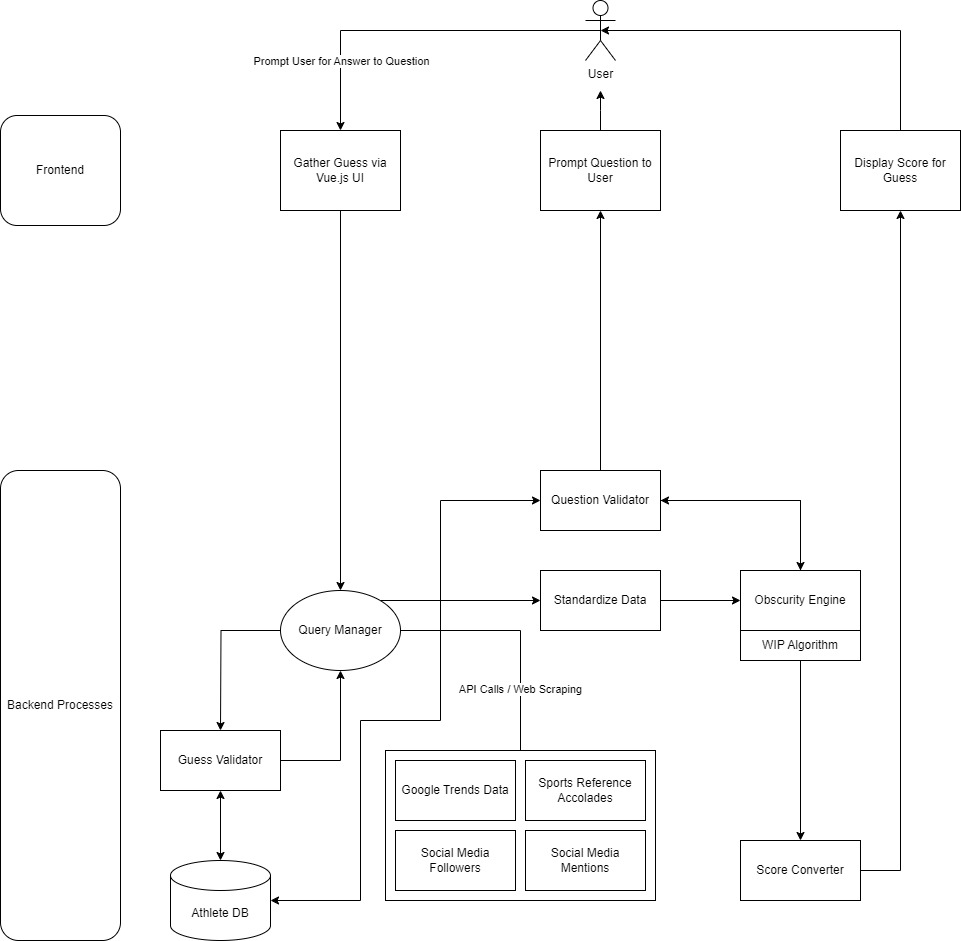 User
Prompt User for Answer to Question
Frontend
Gather Guess via
Vue.js UI
Prompt Question to
User
Display Score for
Guess
Question Validator
Standardize Data
Obscurity Engine
WIP Algorithm
Query Manager
API Calls / Web Scraping
Backend Processes
Guess Validator
Google Trends Data
Sports Reference
Accolades
Social Media
Followers
Social Media
Mentions
Score Converter
Athlete DB